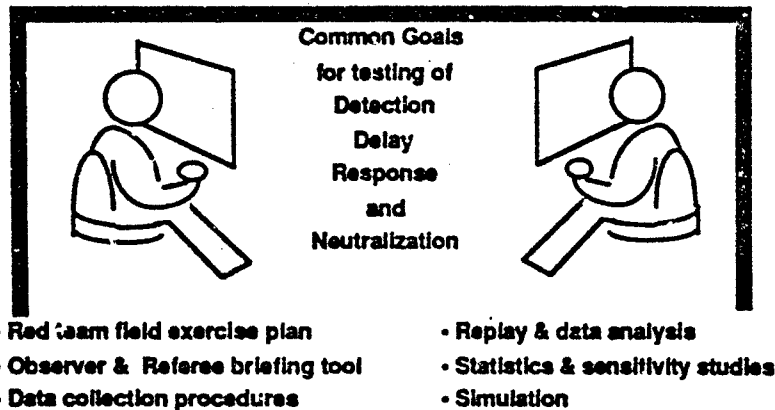 Common Goals
for testing of
Detection
Delay
Response
and
Neutralization
- Red team field exercise plan
- Observer & Referee briefing tool
- Data collection procedures
- Replay & data analysis
- Statistics & sensitivity studies
- Simulation